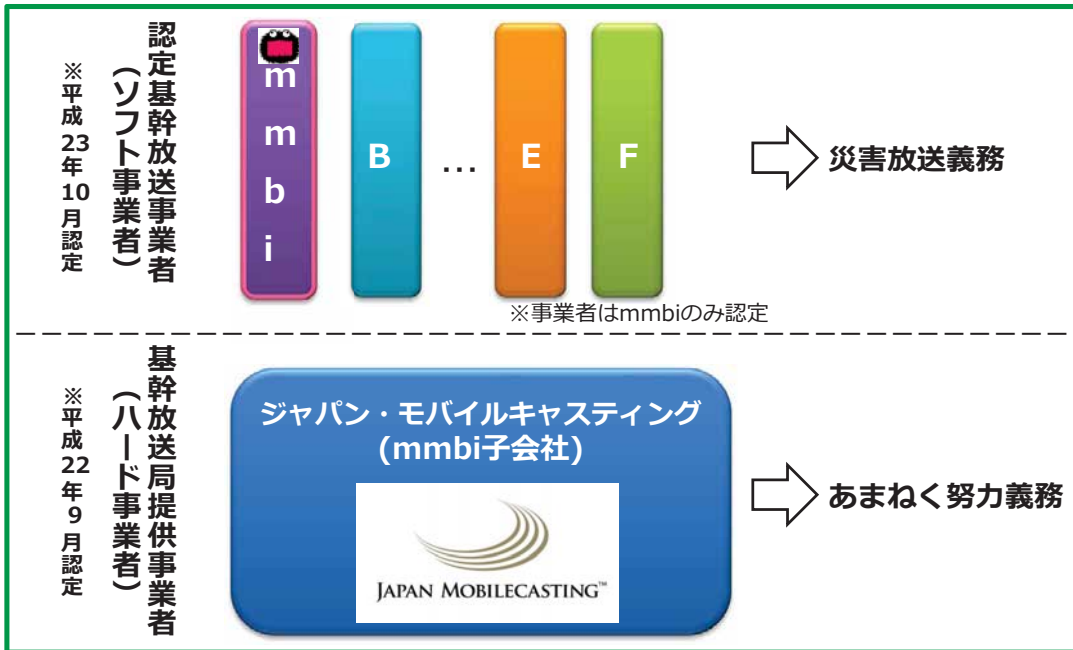 認定基幹放送事業者
(ソフト事業者)
※平成23年10月認定
mmbi
B
…
E
F
災害放送義務
※事業者はmmbiのみ認定
基幹放送局提供事業者
(ハード事業者)
※平成22年9月認定
ジャパン・モバイルキャスティング
(mmbi子会社)
JAPAN MOBILECASTING™
あまねく努力義務